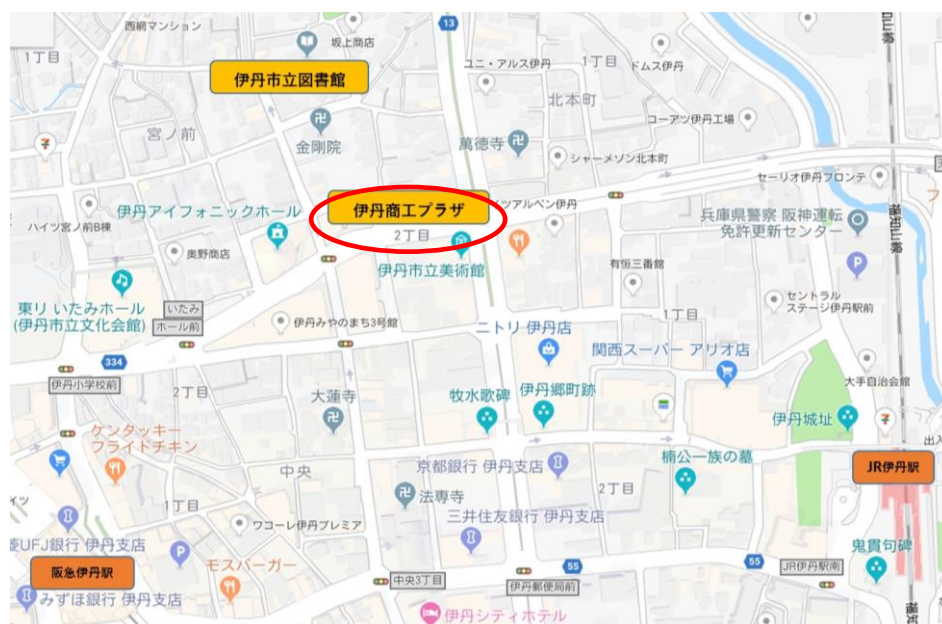 西綱マンション
13
坂上商店
1丁目
伊丹市立図書館
ユニ・アルス伊丹
1丁目
ドムス伊丹
福知山線
北本町
宮ノ前
金剛院
萬徳寺
コーアツ伊丹工場
シャーメゾン北本町
セーリオ伊丹フロンテ
伊丹商工プラザ
伊丹アイフォニックホール
ハイツ宮ノ前B棟
2丁目
兵庫県警察 阪神運転
免許更新センター
福知山線
奥野商店
伊丹市立美術館
有恒三番館
P
東リ いたみホール
(伊丹市立文化会館)
いたみ
ホール前
伊丹みやのまち3号館
1丁目
セントラル
ステージ伊丹駅前
ニトリ 伊丹店
関西スーパー アリオ店
334
伊丹小学校前
2丁目
大蓮寺
牧水歌碑
伊丹郷町跡
大手自治会館
伊丹城址
ケンタッキー
フライドチキン
中央
京都銀行 伊丹支店
楠公一族の墓
JR伊丹駅
1丁目
法専寺
2丁目
ワコーレ伊丹プレミア
三井住友銀行 伊丹支店
UFJ銀行 伊丹支店
P
モスバーガー
鬼貫句碑
阪急伊丹駅
中央3丁目
55
伊丹郵便局前
55
JR伊丹駅南
みずほ銀行 伊丹支店
伊丹シティホテル